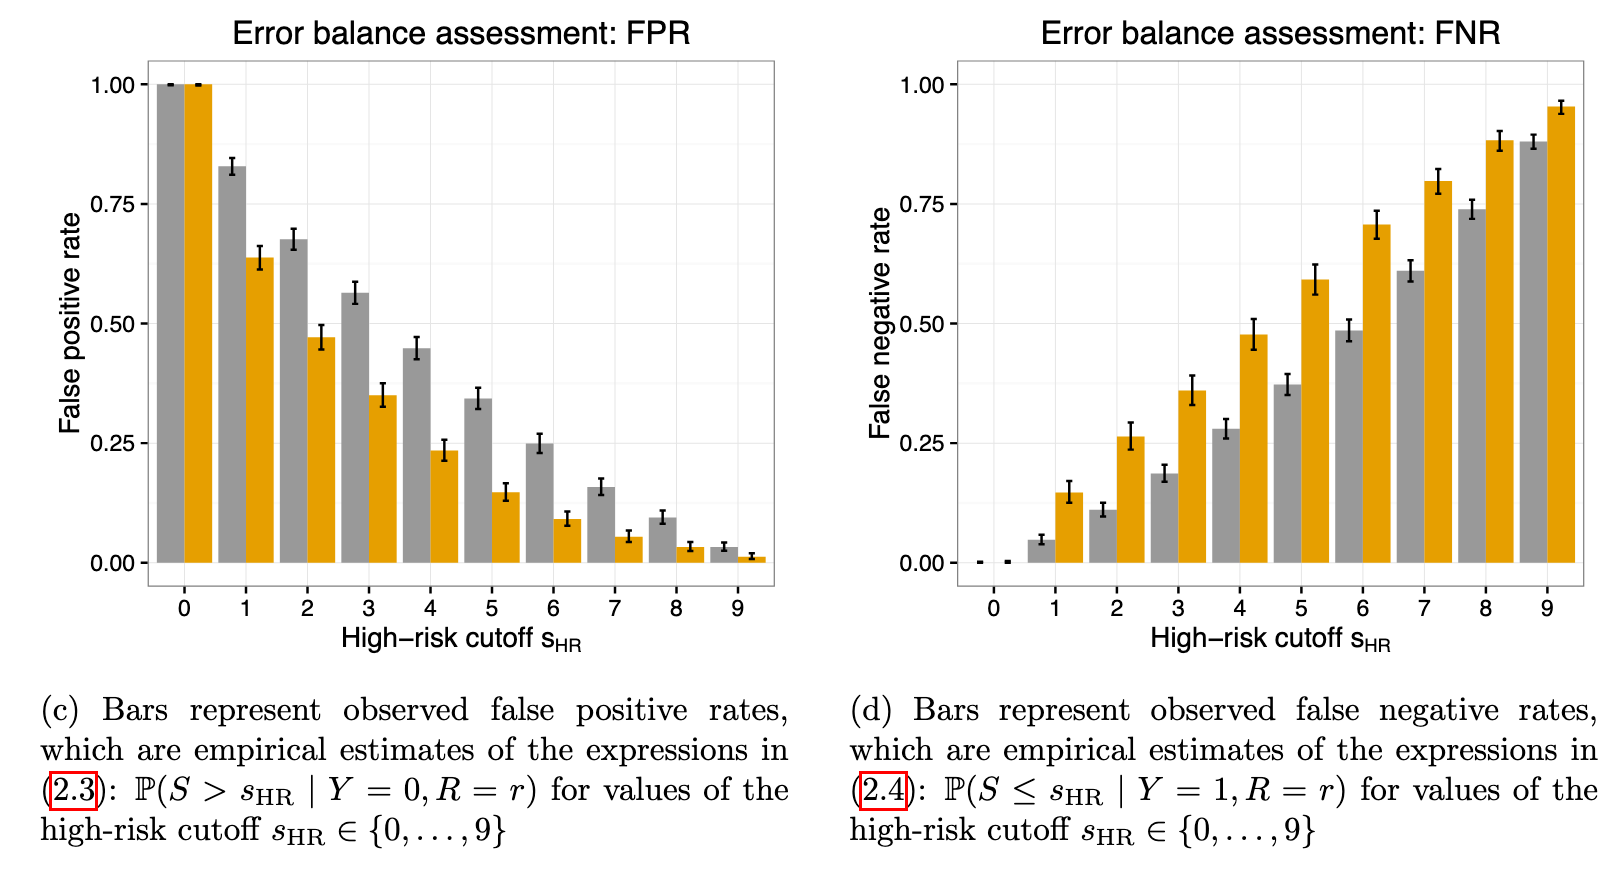 Error balance assessment: FPR
1.00
0.75
0.50
0.25
0.00
False positive rate
0 1 2 3 4 5 6 7 8 9
High−risk cutoff sHR
(c) Bars represent observed false positive rates,
which are empirical estimates of the expressions in
(2.3): ℙ(S > sHR | Y = 0, R = r) for values of the
high-risk cutoff sHR ∈ {0, . . . , 9}
Error balance assessment: FNR
1.00
0.75
0.50
0.25
0.00
False negative rate
0 1 2 3 4 5 6 7 8 9
High−risk cutoff sHR
(d) Bars represent observed false negative rates,
which are empirical estimates of the expressions in
(2.4): ℙ(S ≤ sHR | Y = 1, R = r) for values of the
high-risk cutoff sHR ∈ {0, . . . , 9}